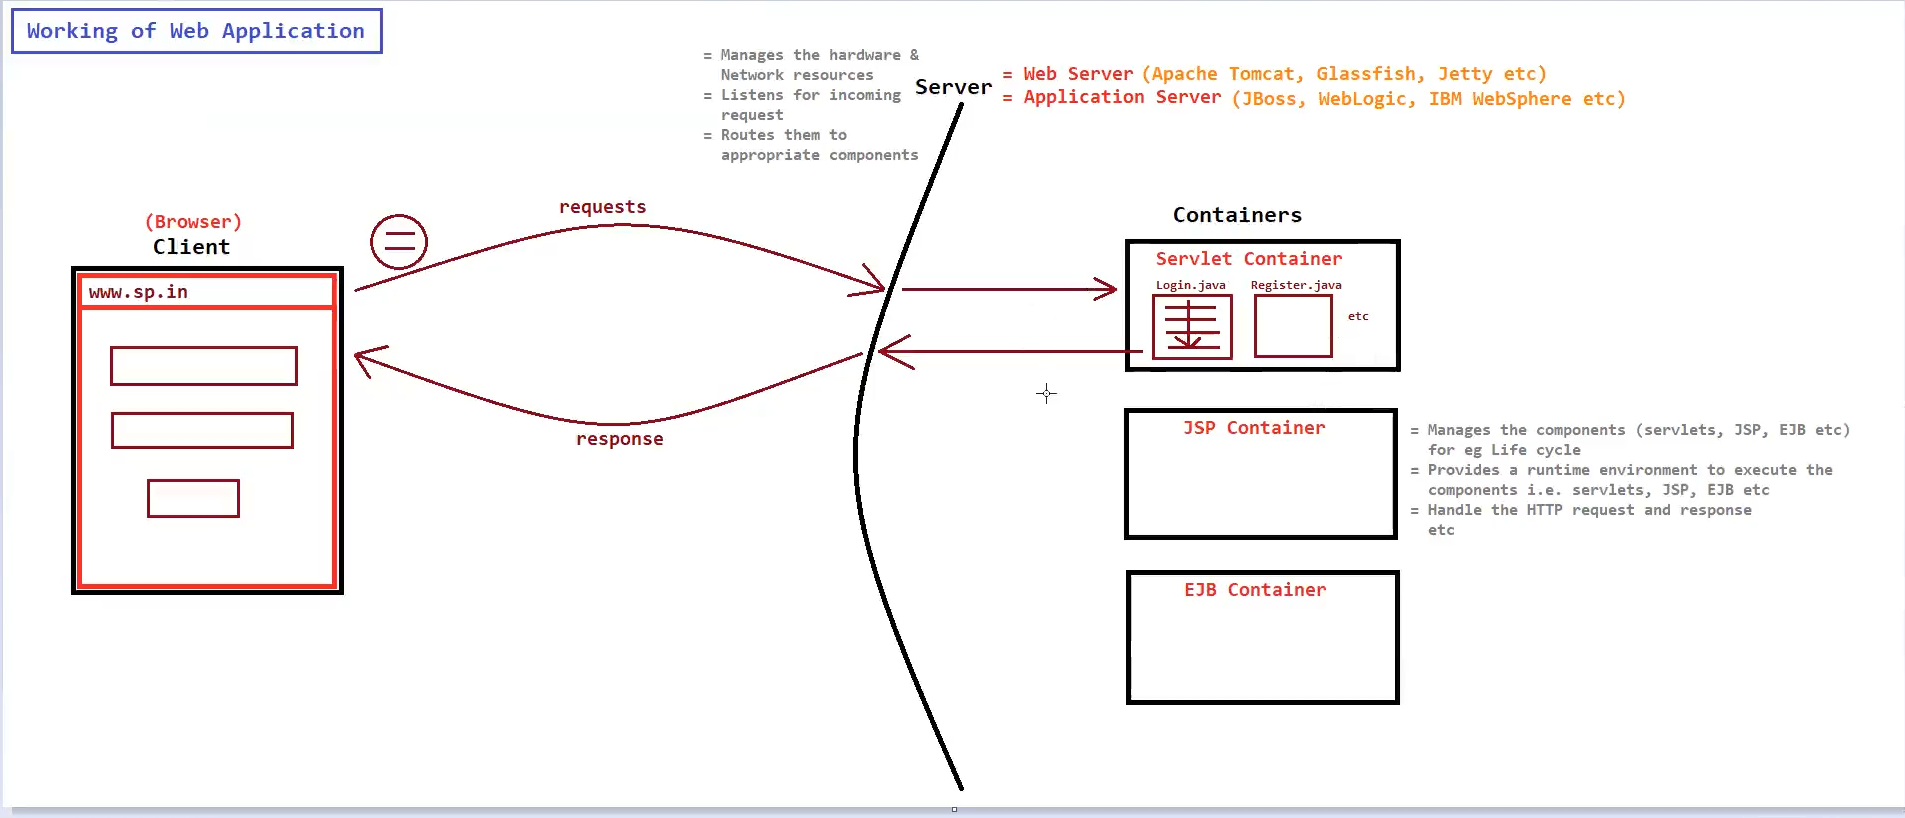 Working of Web Application
= Manages the hardware &
Network resources
= Listens for incoming
request
= Routes them to
appropriate components
Server
= Web Server (Apache Tomcat, Glassfish, Jetty etc)
= Application Server (JBoss, WebLogic, IBM WebSphere etc)
(Browser)
Client
www.sp.in
requests
response
Containers
Servlet Container
Login.java Register.java
etc
JSP Container
= Manages the components (servlets, JSP, EJB etc)
for eg Life cycle
= Provides a runtime environment to execute the
components i.e. servlets, JSP, EJB etc
= Handle the HTTP request and response
etc
EJB Container